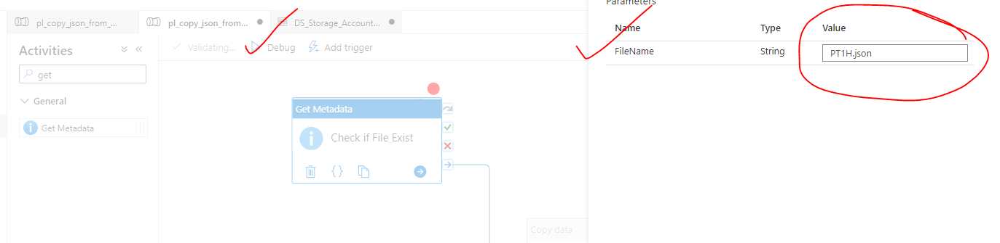 Parameters
pl_copy_json_from_...
pl_copy_json_from...
DS_Storage_Account...
Activities
Validating...
Debug
Add trigger
Name
Type
Value
FileName
String
PT1H.json
get
General
Get Metadata
Get Metadata
Check if File Exist
Copy data